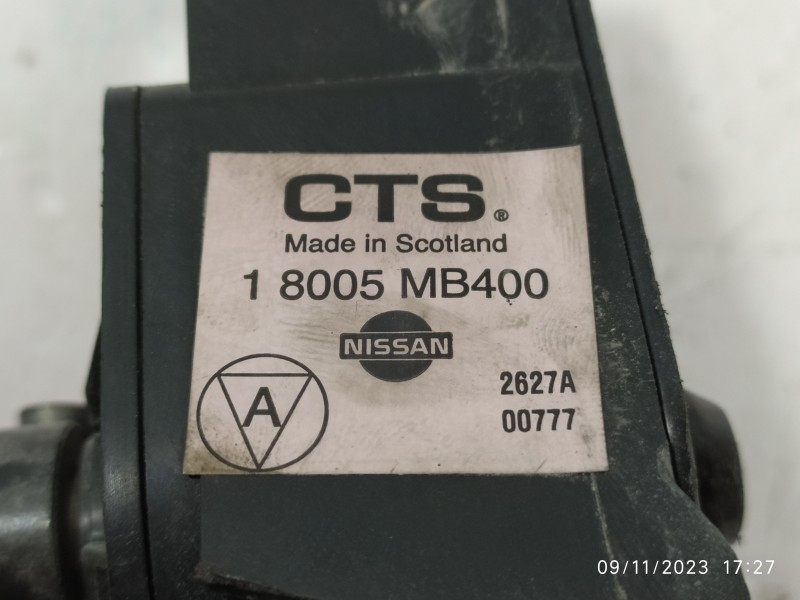 CTS®
Made in Scotland
1 8005 MB400
NISSAN
A
2627A
00777
09/11/2023 17:27